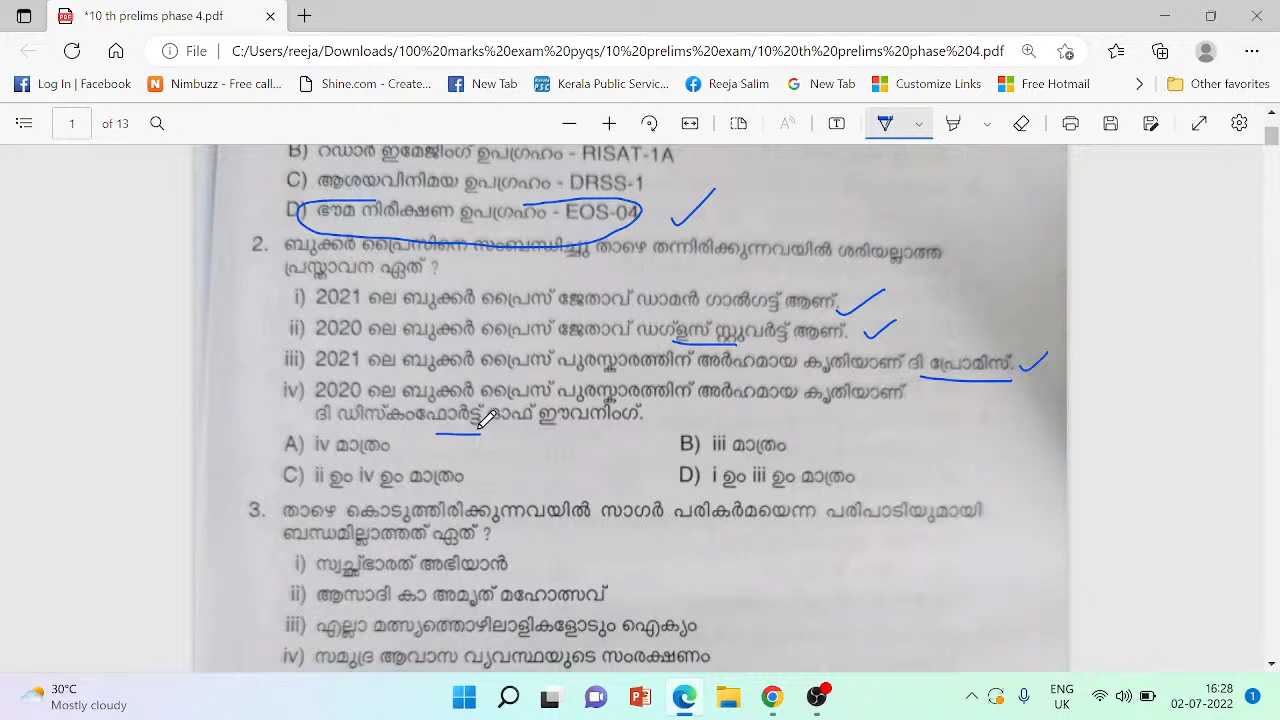 *10 th prelims phase 4.pdf
File C:/Users/reeja/Downloads/100%20marks%20exam%20pyqs/10%20prelims%20exam/10%20th%20prelims%20phase%204.pdf
Log In | Facebook Nimbuzz - Free cal... Shine.com - Create... New Tab Kerala Public Servic... Reeja Salim New Tab Customize Links Free Hotmail Other favorites
1 of 13
B) റഡാർ ഇമേജിംഗ് ഉപഗ്രഹം - RISAT-1A
C) ആശയവിനിമയ ഉപഗ്രഹം - DRSS-1
D) ഭൗമ നിരീക്ഷണ ഉപഗ്രഹം - EOS-04
2. ബുക്കർ പ്രൈസിനെ സംബന്ധിച്ചു താഴെ തന്നിരിക്കുന്നവയിൽ ശരിയല്ലാത്ത
പ്രസ്താവന ഏത് ?
i) 2021 ലെ ബുക്കർ പ്രൈസ് ജേതാവ് ഡാമൻ ഗാൽഗട്ട് ആണ്.
ii) 2020 ലെ ബുക്കർ പ്രൈസ് ജേതാവ് ഡഗ്ളസ് സ്റ്റുവർട്ട് ആണ്.
iii) 2021 ലെ ബുക്കർ പ്രൈസ് പുരസ്കാരത്തിന് അർഹമായ കൃതിയാണ് ദി പ്രോമിസ്.
iv) 2020 ലെ ബുക്കർ പ്രൈസ് പുരസ്കാരത്തിന് അർഹമായ കൃതിയാണ്
ദി ഡിസ്കംഫോർട്ട് ഓഫ് ഈവനിംഗ്.
A) iv മാത്രം B) iii മാത്രം
C) ii ഉം iv ഉം മാത്രം D) i ഉം iii ഉം മാത്രം
3. താഴെ കൊടുത്തിരിക്കുന്നവയിൽ സാഗർ പരികർമയെന്ന പരിപാടിയുമായി
ബന്ധമില്ലാത്തത് ഏത് ?
i) സ്വച്ഛ്ഭാരത് അഭിയാൻ
ii) ആസാദി കാ അമൃത് മഹോത്സവ്
iii) എല്ലാ മത്സ്യത്തൊഴിലാളികളോടും ഐക്യം
iv) സമുദ്ര ആവാസ വ്യവസ്ഥയുടെ സംരക്ഷണം
30°C
Mostly cloudy
ENG
UK
16:28
02-07-2022
1